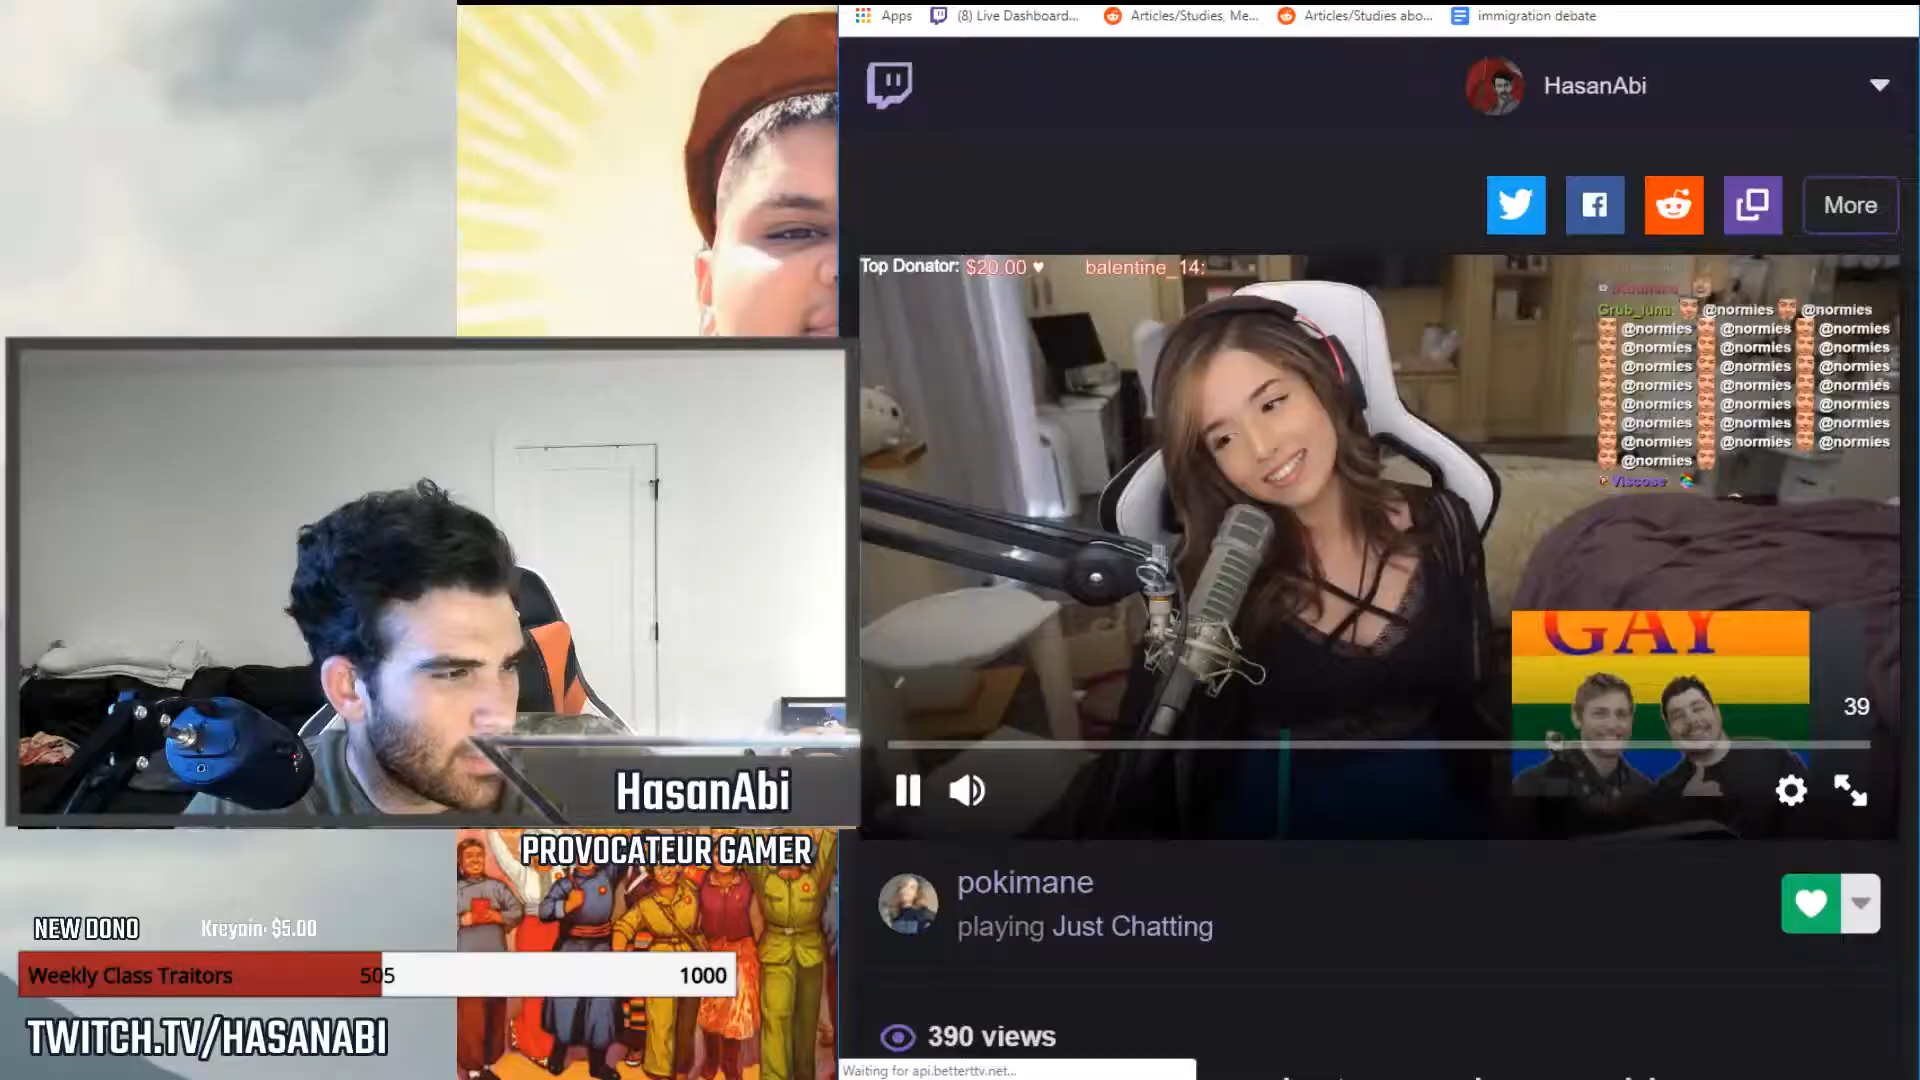 Apps
(8) Live Dashboard...
Articles/Studies, Me...
Articles/Studies abo...
immigration debate
HasanAbi
More
Top Donator: $20.00 ♥ balentine_14:
Grub_luna: @normies @normies
@normies @normies @normies
@normies @normies @normies
@normies @normies @normies
@normies @normies @normies
@normies @normies @normies
@normies @normies @normies
@normies @normies @normies
@normies
Viscose
GAY
39
HasanAbi
PROVOCATEUR GAMER
pokimane
playing Just Chatting
NEW DONO Kreyain: $5.00
Weekly Class Traitors 505 1000
TWITCH.TV/HASANABI
390 views
Waiting for api.betterttv.net...